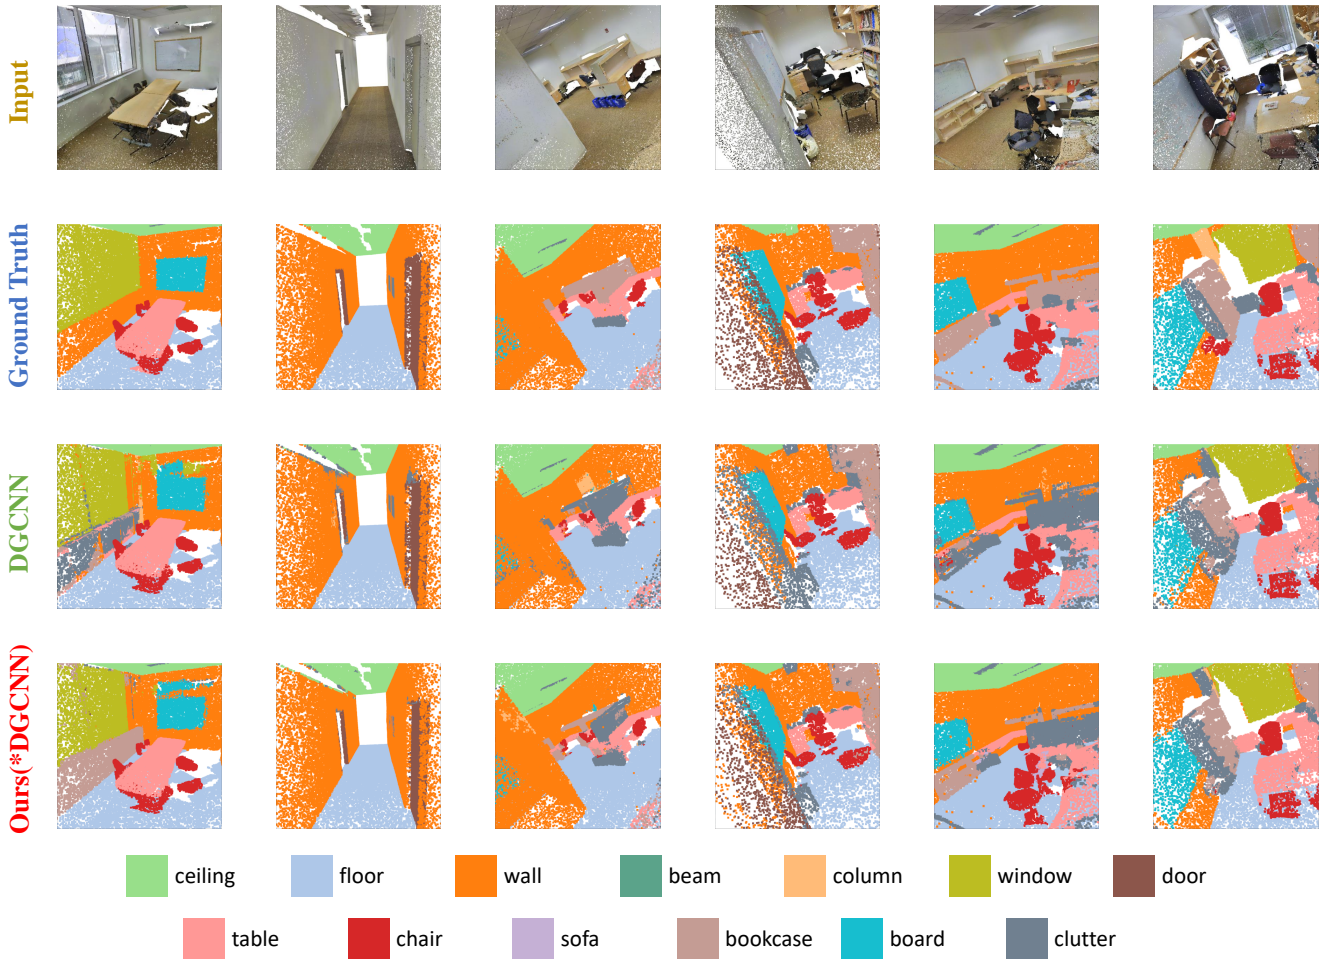 Input
Ground Truth
DGCNN
Ours(*DGCNN)
ceiling floor wall beam column window door
table chair sofa bookcase board clutter